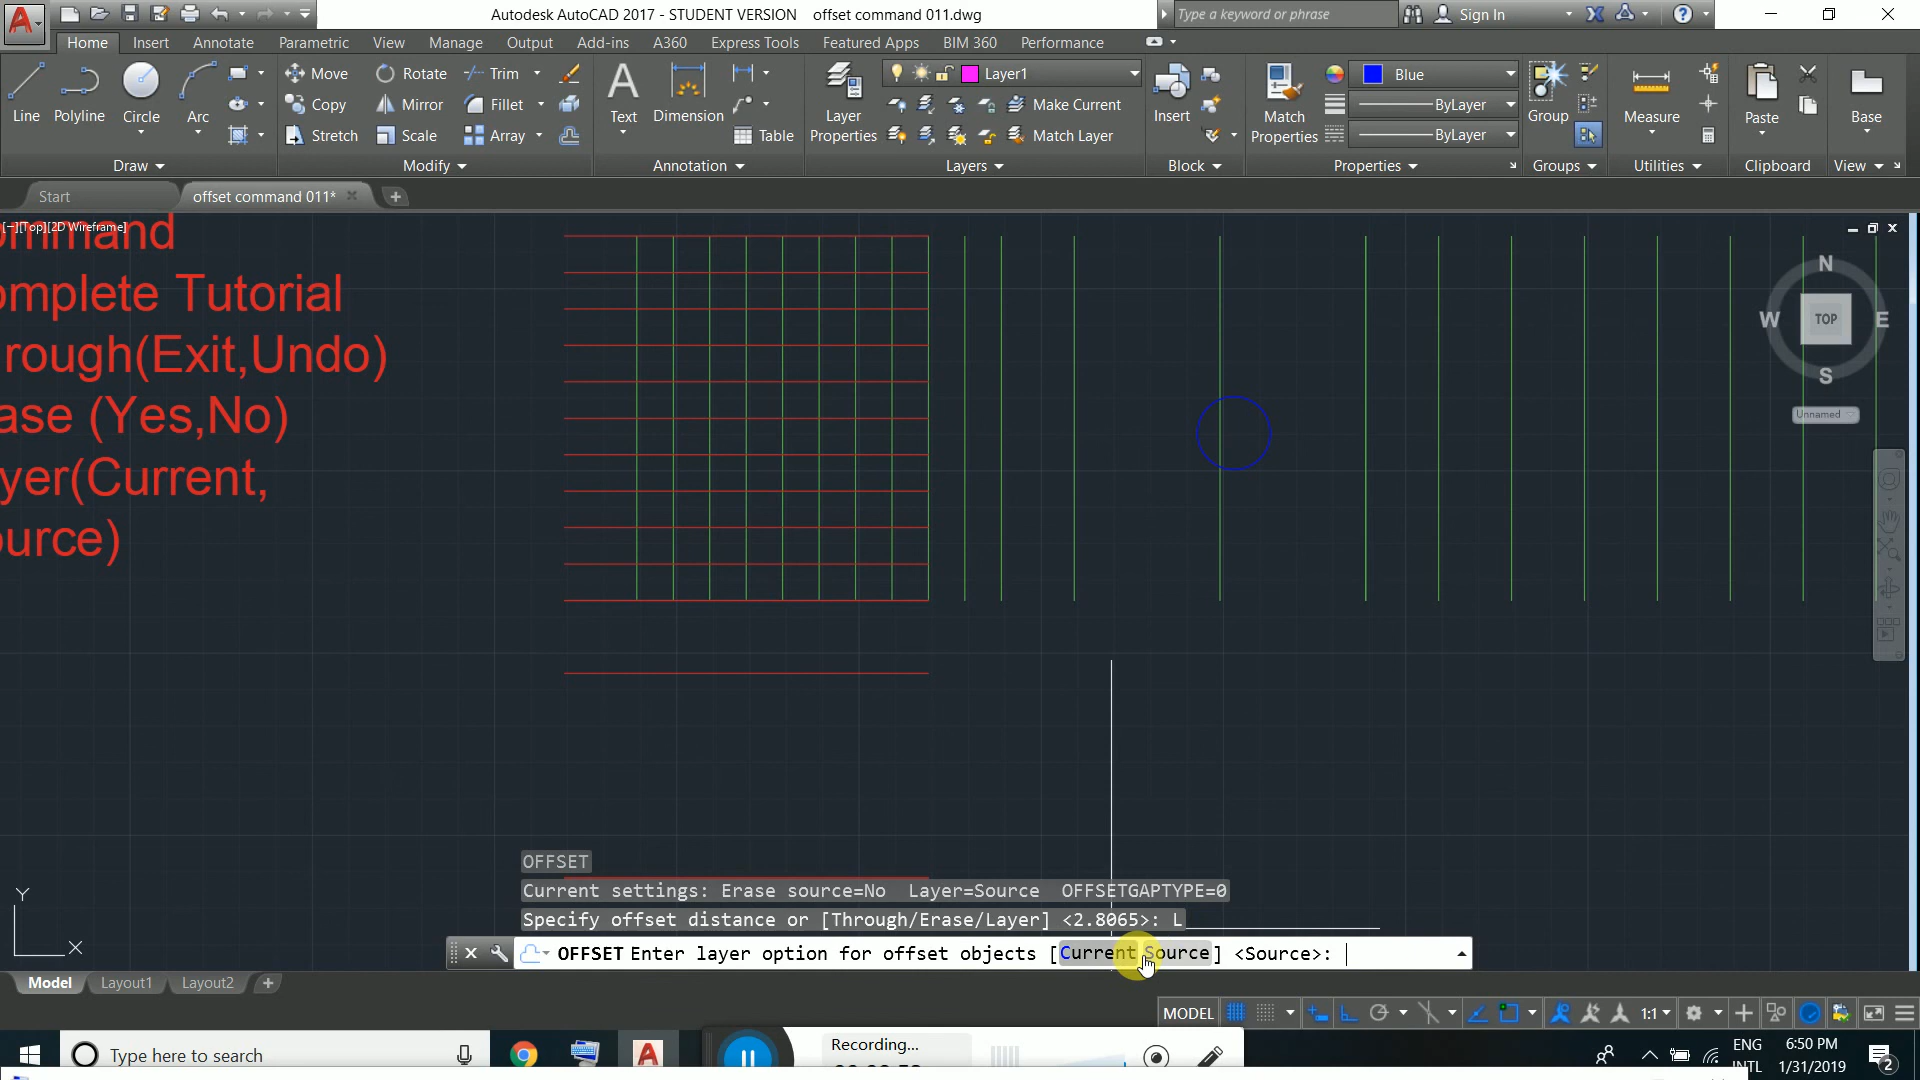 Autodesk AutoCAD 2017 - STUDENT VERSION offset command 011.dwg
Type a keyword or phrase
Sign In
Home Insert Annotate Parametric View Manage Output Add-ins A360 Express Tools Featured Apps BIM 360 Performance
Line Polyline Circle Arc
Move Rotate Trim
Copy Mirror Fillet
Stretch Scale Array
Text Dimension Table
Layer Properties
Layer1
Make Current
Match Layer
Insert
Match Properties
Blue
ByLayer
ByLayer
Group Measure Paste Base
Draw Modify Annotation Layers Block Properties Groups Utilities Clipboard View
Start offset command 011*
[−][Top][2D Wireframe]
ommand
omplete Tutorial
rough(Exit,Undo)
ase (Yes,No)
yer(Current,
ource)
N
W TOP E
S
Unnamed
Y
X
OFFSET
Current settings: Erase source=No Layer=Source OFFSETGAPTYPE=0
Specify offset distance or [Through/Erase/Layer] <2.8065>: L
OFFSET Enter layer option for offset objects [Current Source] <Source>:
Model Layout1 Layout2
MODEL 1:1
Type here to search
Recording...
ENG
INTL
6:50 PM
1/31/2019
2